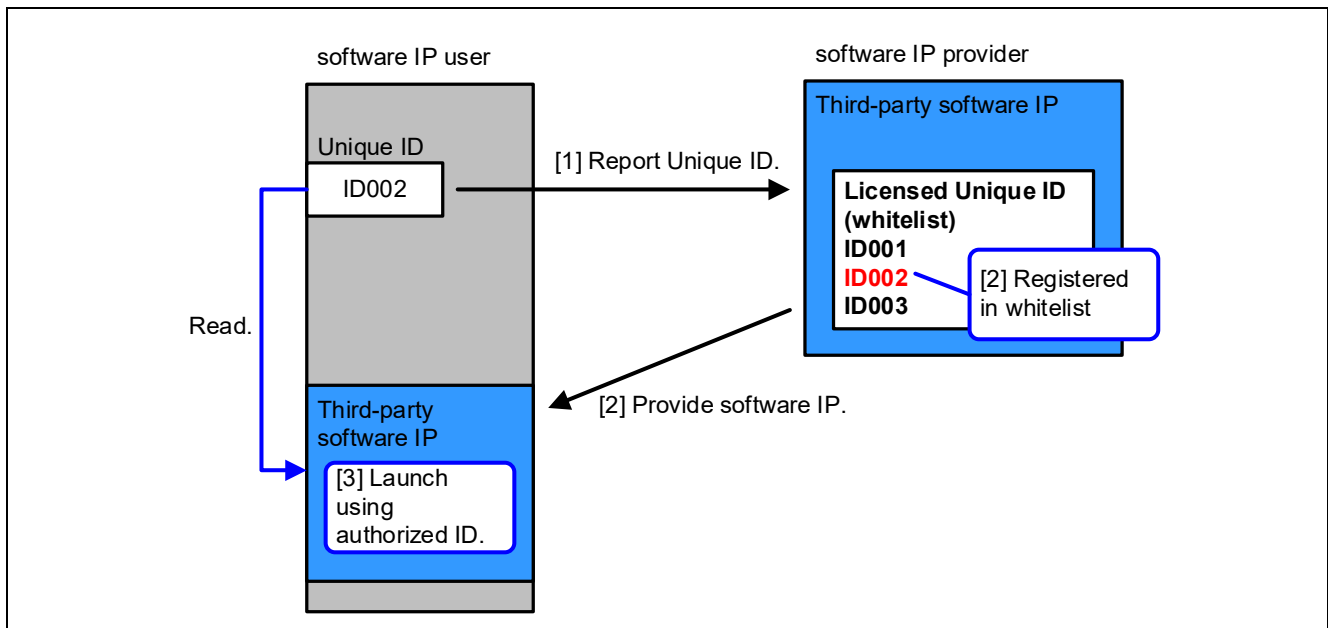 software IP user
software IP provider
Third-party software IP
Unique ID
ID002
[1] Report Unique ID.
Licensed Unique ID
(whitelist)
ID001
ID002
ID003
[2] Registered
in whitelist
Read.
[2] Provide software IP.
Third-party
software IP
[3] Launch
using
authorized ID.